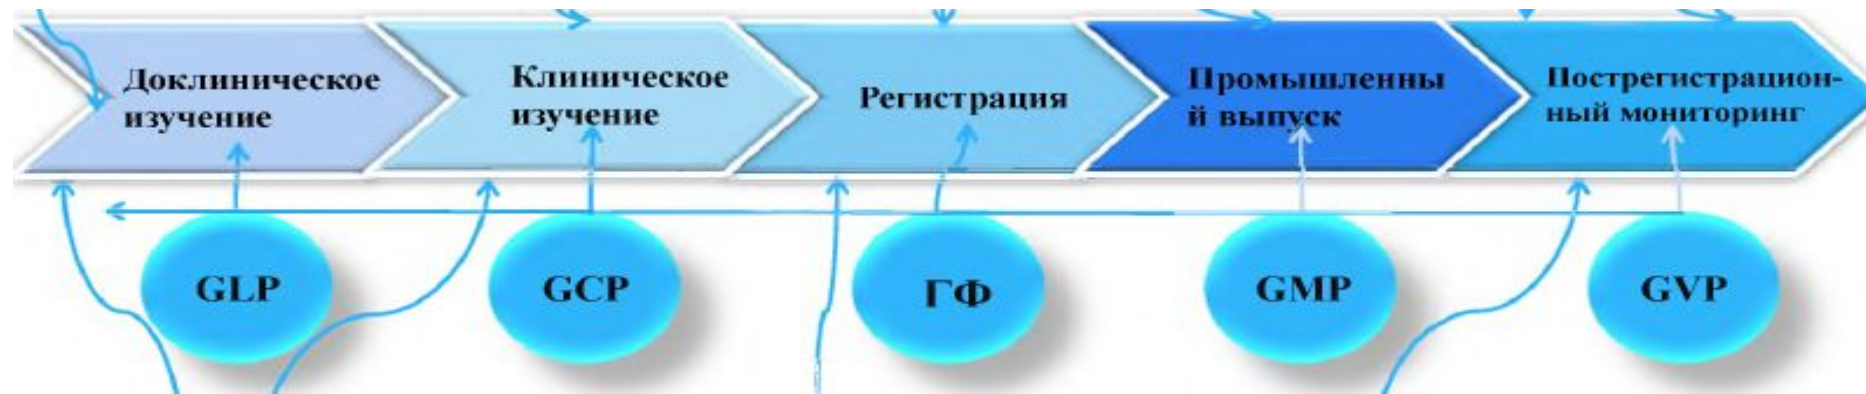 Доклиническое
изучение
Клиническое
изучение
Регистрация
Промышленны
й выпуск
Пострегистрацион-
ный мониторинг
GLP
GCP
ГФ
GMP
GVP